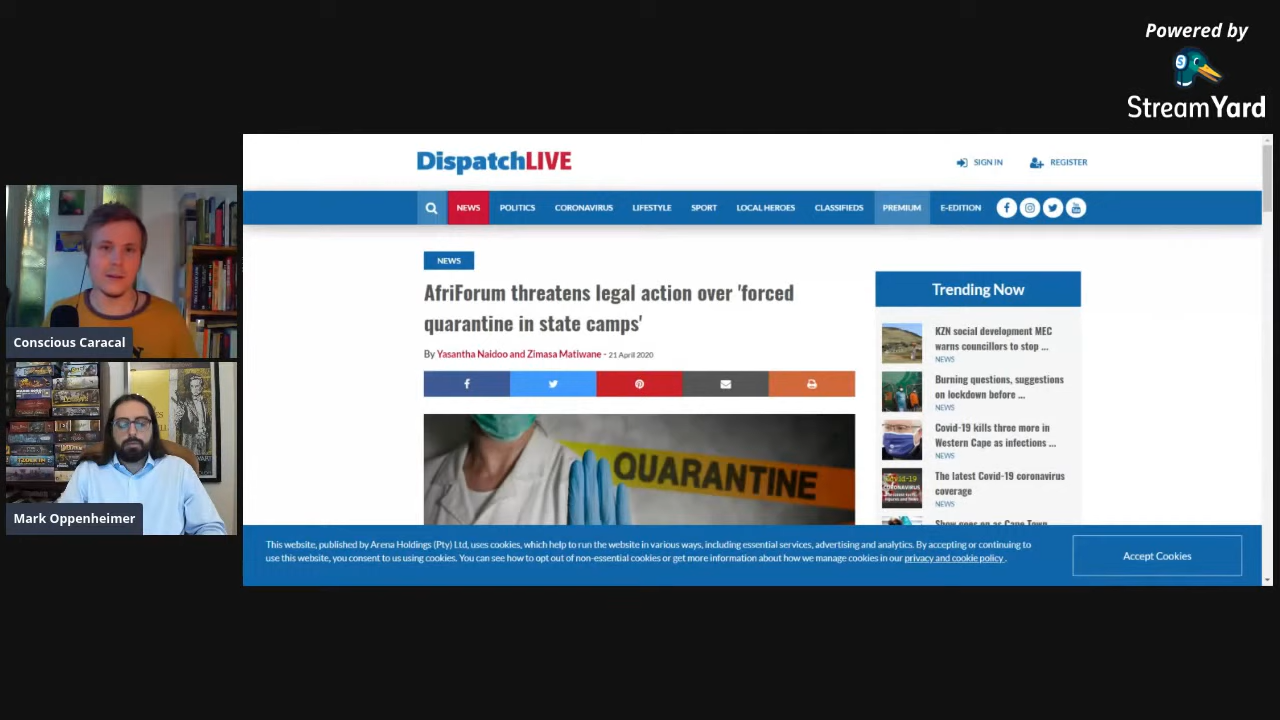 Powered by
StreamYard
DispatchLIVE
SIGN IN
REGISTER
NEWS
POLITICS
CORONAVIRUS
LIFESTYLE
SPORT
LOCAL HEROES
CLASSIFIEDS
PREMIUM
E-EDITION
NEWS
AfriForum threatens legal action over 'forced
quarantine in state camps'
By Yasantha Naidoo and Zimasa Matiwane - 21 April 2020
QUARANTINE
Trending Now
KZN social development MEC
warns councillors to stop ...
NEWS
Burning questions, suggestions
on lockdown before ...
NEWS
Covid-19 kills three more in
Western Cape as infections ...
NEWS
The latest Covid-19 coronavirus
coverage
NEWS
Show goes on as Cape Town
This website, published by Arena Holdings (Pty) Ltd, uses cookies, which help to run the website in various ways, including essential services, advertising and analytics. By accepting or continuing to
use this website, you consent to us using cookies. You can see how to opt out of non-essential cookies or get more information about how we manage cookies in our privacy and cookie policy .
Accept Cookies
Conscious Caracal
Mark Oppenheimer